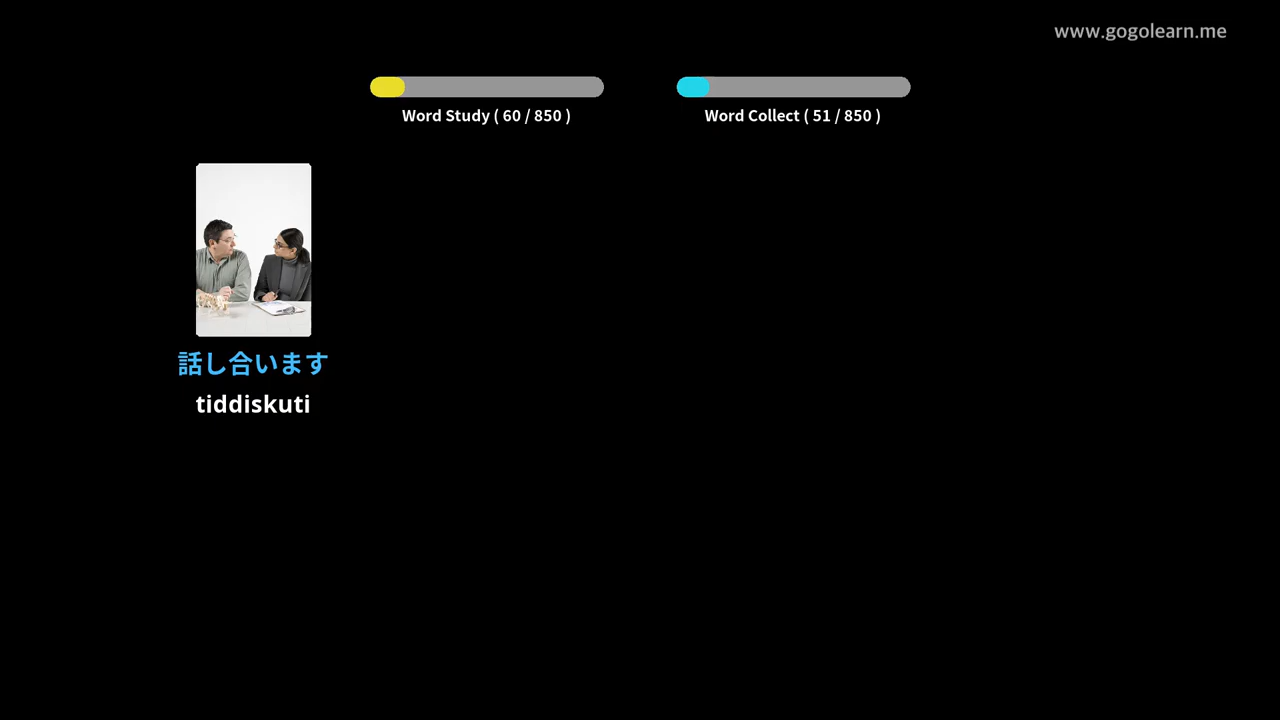 www.gogolearn.me
Word Study ( 60 / 850 )
Word Collect ( 51 / 850 )
話し合います
tiddiskuti